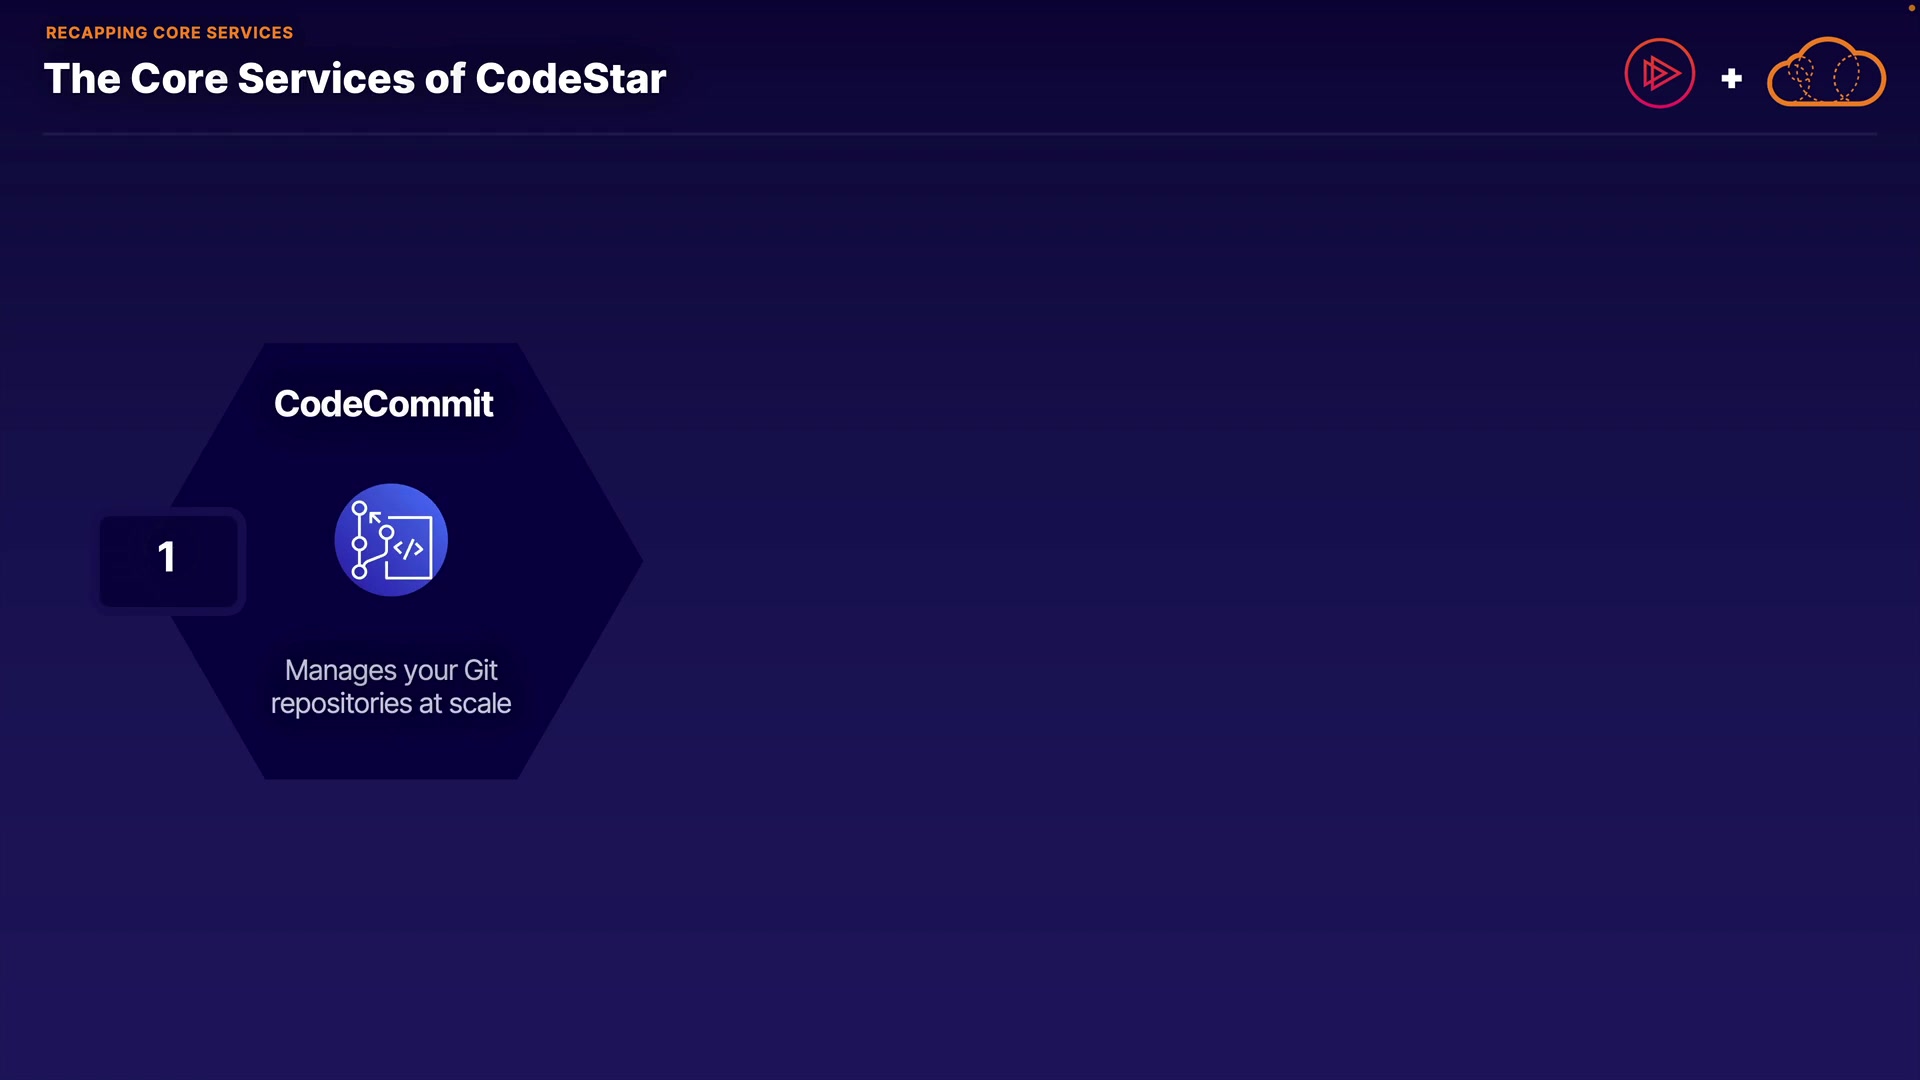 RECAPPING CORE SERVICES
The Core Services of CodeStar
+
CodeCommit
</>
1
Manages your Git
repositories at scale